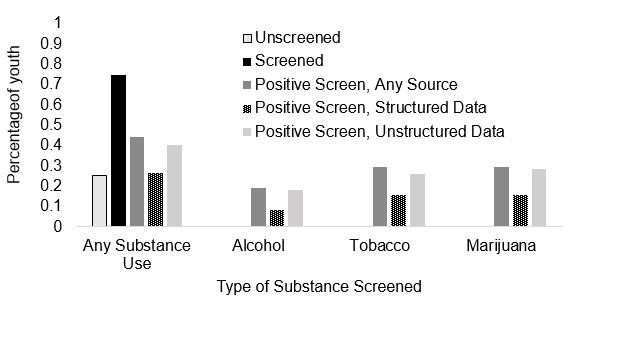 1
0.9
0.8
0.7
0.6
0.5
0.4
0.3
0.2
0.1
0
Percentageof youth
Unscreened
Screened
Positive Screen, Any Source
Positive Screen, Structured Data
Positive Screen, Unstructured Data
Any Substance
Use
Alcohol
Tobacco
Marijuana
Type of Substance Screened